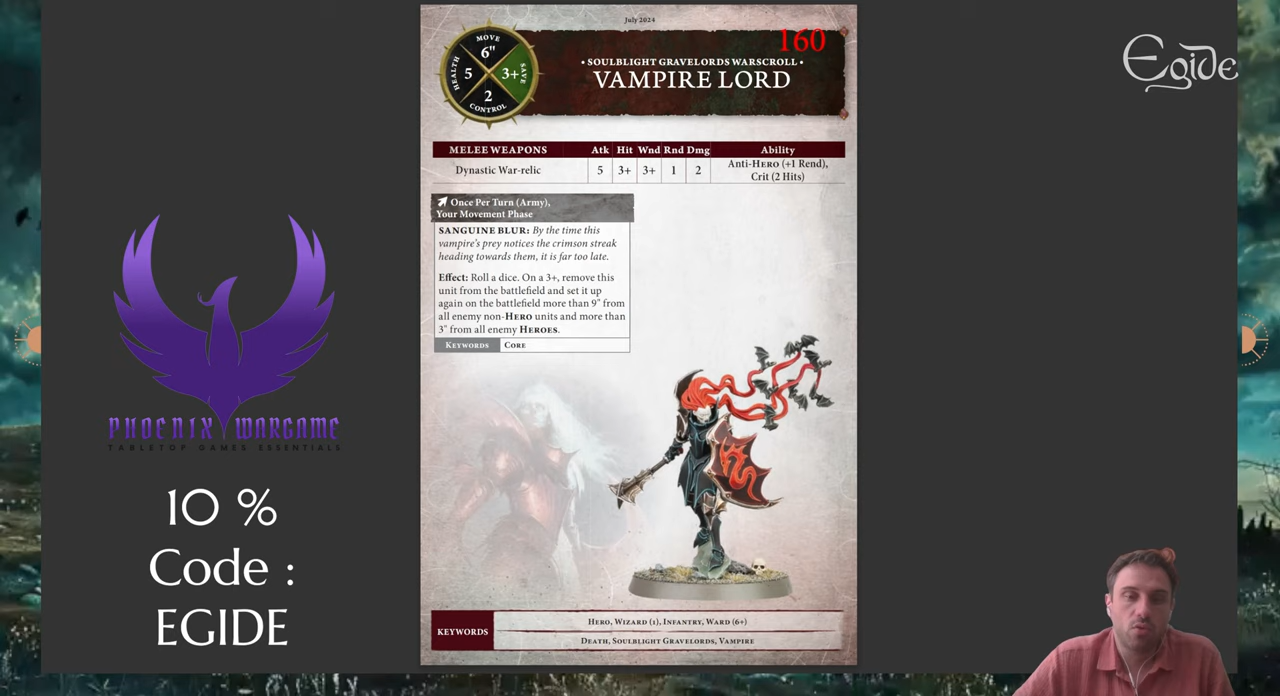 July 2024
160
Egide
MOVE
6"
HEALTH
5
3+
SAVE
2
CONTROL
• SOULBLIGHT GRAVELORDS WARSCROLL •
VAMPIRE LORD
MELEE WEAPONS Atk Hit Wnd Rnd Dmg Ability
Dynastic War-relic 5 3+ 3+ 1 2 Anti-HERO (+1 Rend),
Crit (2 Hits)
Once Per Turn (Army),
Your Movement Phase
SANGUINE BLUR: By the time this
vampire's prey notices the crimson streak
heading towards them, it is far too late.
Effect: Roll a dice. On a 3+, remove this
unit from the battlefield and set it up
again on the battlefield more than 9" from
all enemy non-HERO units and more than
3" from all enemy HEROES.
KEYWORDS CORE
PHOENIX WARGAME
TABLETOP GAMES ESSENTIALS
10 %
Code :
EGIDE
KEYWORDS
HERO, WIZARD (1), INFANTRY, WARD (6+)
DEATH, SOULBLIGHT GRAVELORDS, VAMPIRE